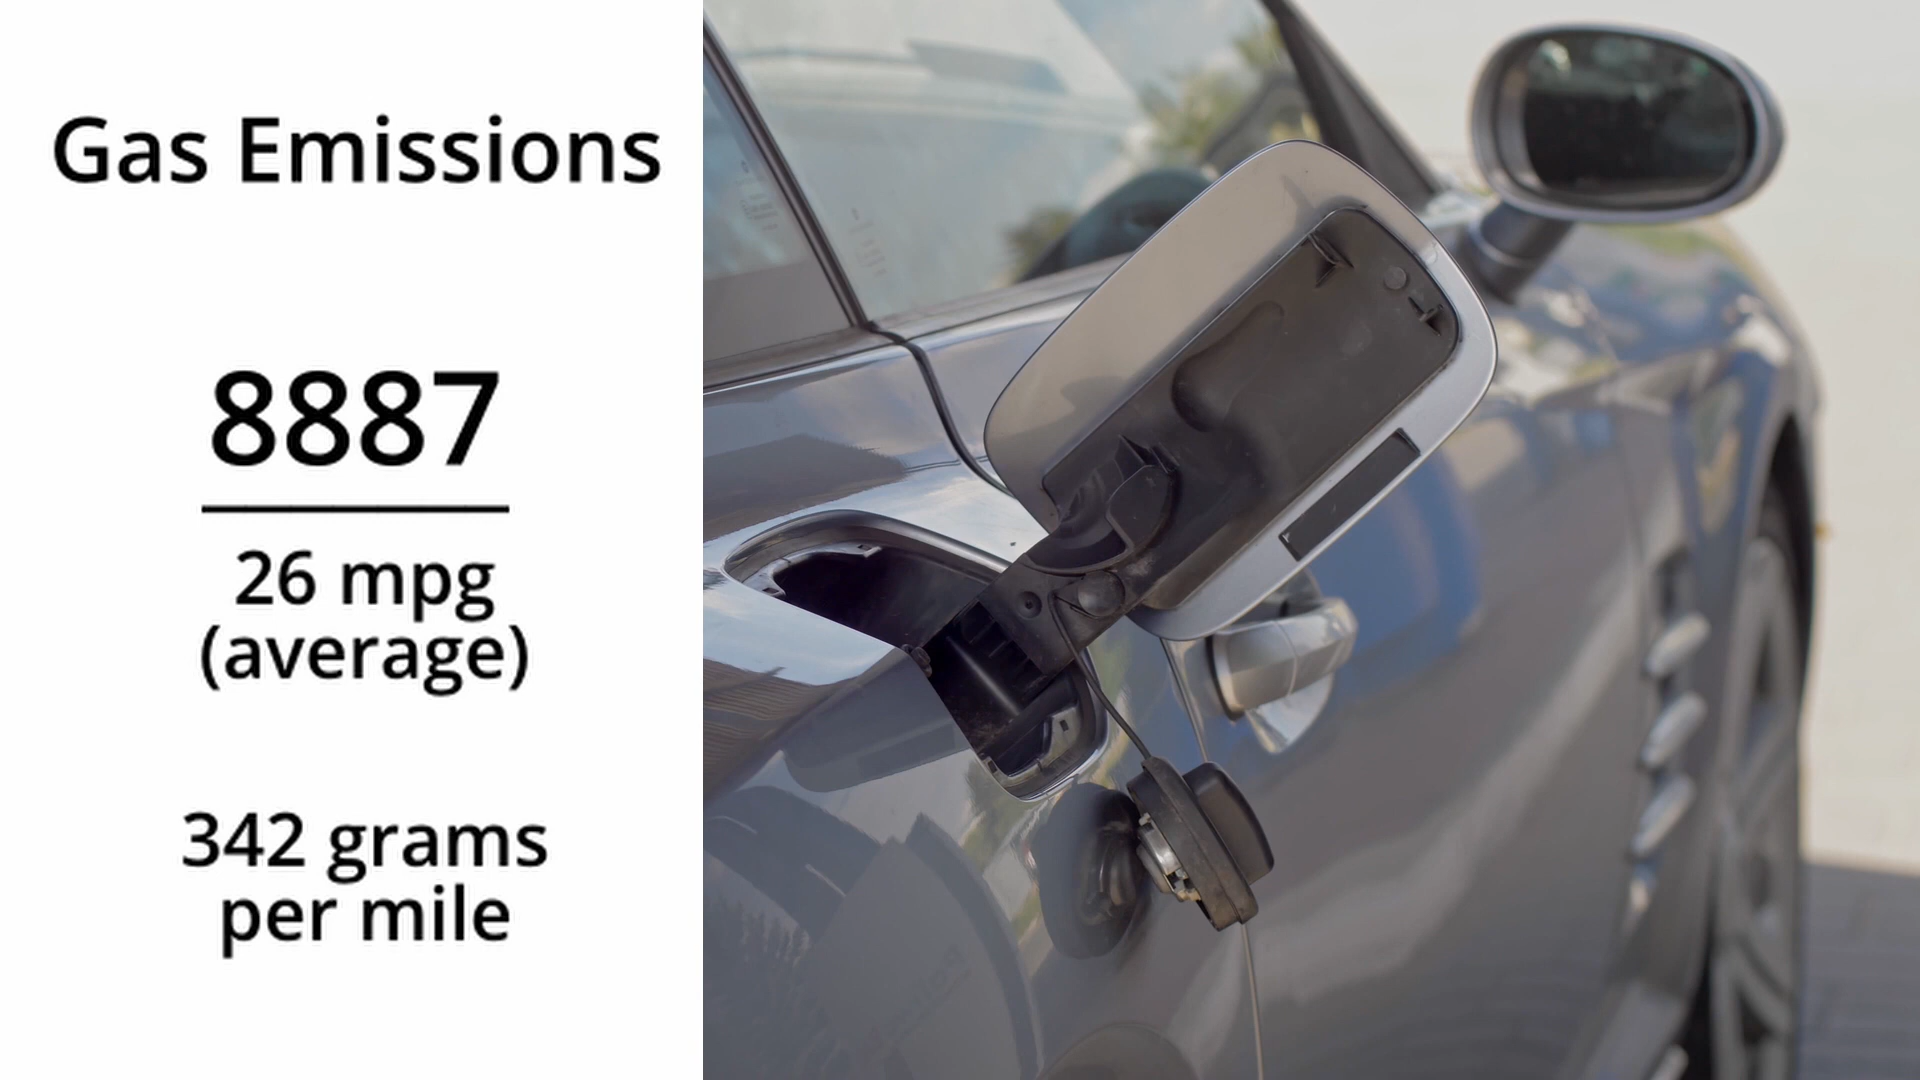 Gas Emissions
8887
26 mpg
(average)
342 grams
per mile